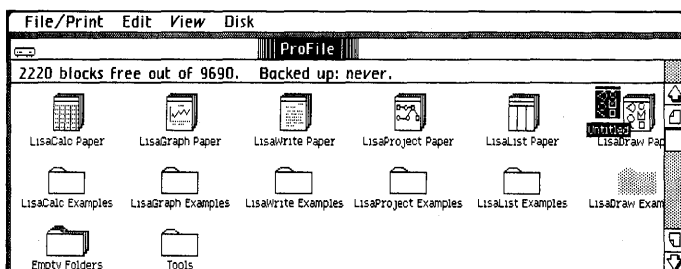 File/Print Edit View Disk
ProFile
2220 blocks free out of 9690. Backed up: never.
Untitled
LisaCalc Paper LisaGraph Paper LisaWrite Paper LisaProject Paper LisaList Paper LisaDraw Pap
LisaCalc Examples LisaGraph Examples LisaWrite Examples LisaProject Examples LisaList Examples LisaDraw Exam
Empty Folders Tools